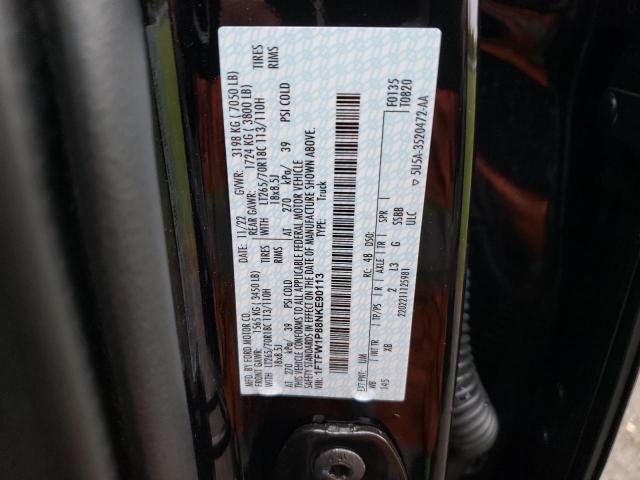 MFD. BY FORD MOTOR CO.
DATE: 11/22 GVWR: 3198 KG ( 7050 LB)
FRONT GAWR: 1565 KG ( 3450 LB) REAR GAWR: 1724 KG ( 3800 LB)
WITH LT265/70R18C 113/110H TIRES WITH LT265/70R18C 113/110H TIRES
18x8.5J RIMS 18x8.5J RIMS
AT 270 kPa/ 39 PSI COLD AT 270 kPa/ 39 PSI COLD
THIS VEHICLE CONFORMS TO ALL APPLICABLE FEDERAL MOTOR VEHICLE
SAFETY STANDARDS IN EFFECT ON THE DATE OF MANUFACTURE SHOWN ABOVE.
VIN: 1FTFW1P88NKE90113
TYPE: Truck
F0135
T0820
EXT PNT: RC: 48 DSO:
WB INT TR TP/PS R AXLE TR SPR
145 XB 2 L3 G SSBB
2202211125981 ULC
5U5A-3520472-AA